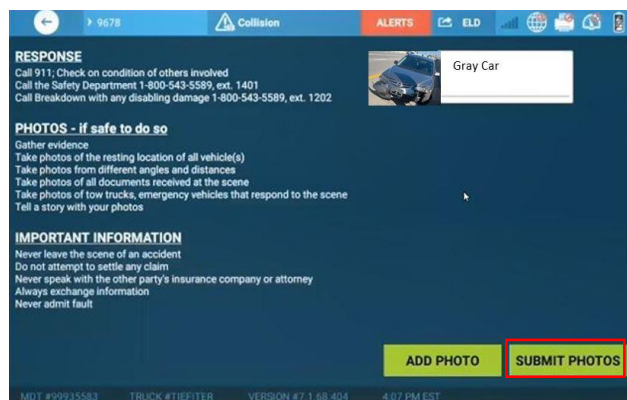 > 9678
Collision
ALERTS
ELD
RESPONSE
Call 911; Check on condition of others involved
Call the Safety Department 1-800-543-5589, ext. 1401
Call Breakdown with any disabling damage 1-800-543-5589, ext. 1202
Gray Car
PHOTOS - if safe to do so
Gather evidence
Take photos of the resting location of all vehicle(s)
Take photos from different angles and distances
Take photos of all documents received at the scene
Take photos of tow trucks, emergency vehicles that respond to the scene
Tell a story with your photos
IMPORTANT INFORMATION
Never leave the scene of an accident
Do not attempt to settle any claim
Never speak with the other party's insurance company or attorney
Always exchange information
Never admit fault
ADD PHOTO
SUBMIT PHOTOS
MDT #99935583 TRUCK #TIEFITER VERSION #7.1.68.404 4:07 PM EST